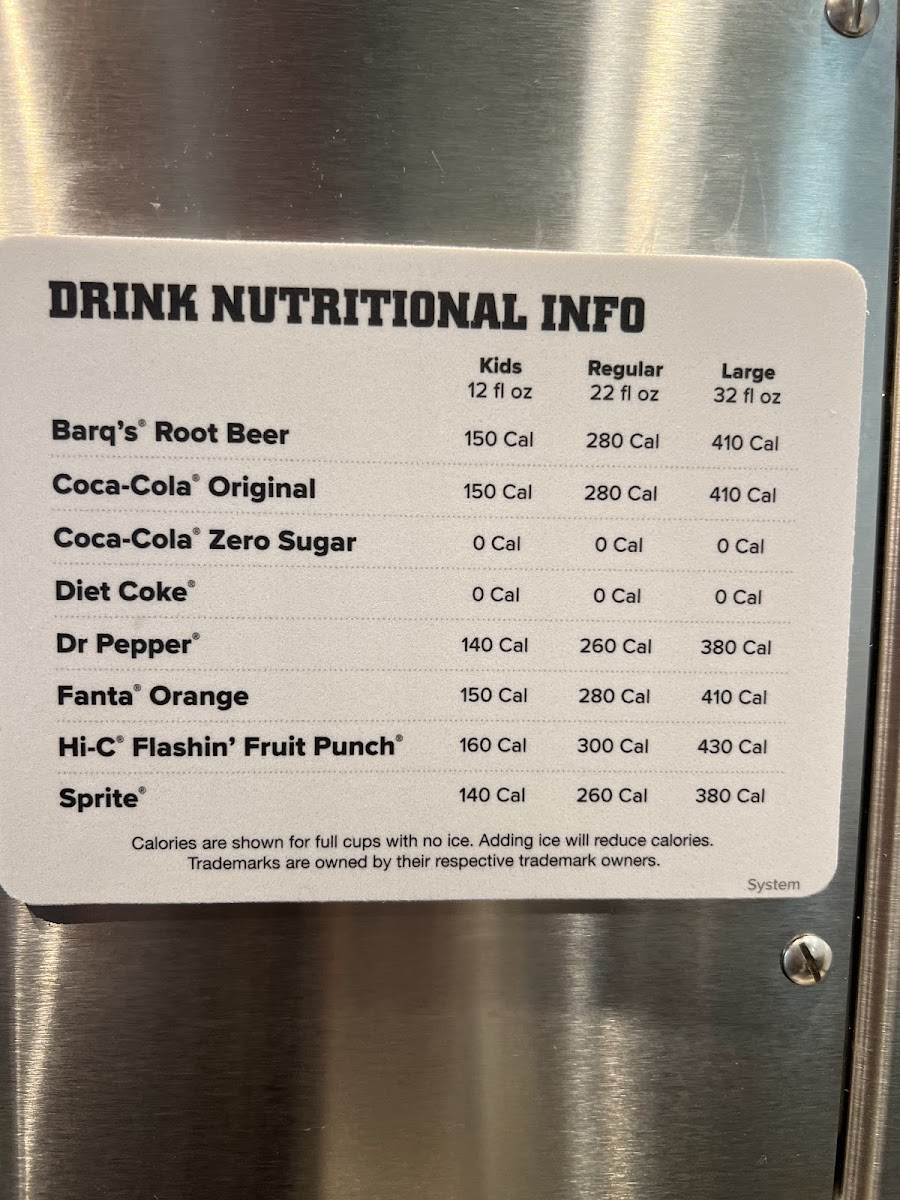 DRINK NUTRITIONAL INFO
Kids Regular Large
12 fl oz 22 fl oz 32 fl oz
Barq's® Root Beer 150 Cal 280 Cal 410 Cal
Coca-Cola® Original 150 Cal 280 Cal 410 Cal
Coca-Cola® Zero Sugar 0 Cal 0 Cal 0 Cal
Diet Coke® 0 Cal 0 Cal 0 Cal
Dr Pepper® 140 Cal 260 Cal 380 Cal
Fanta® Orange 150 Cal 280 Cal 410 Cal
Hi-C® Flashin' Fruit Punch® 160 Cal 300 Cal 430 Cal
Sprite® 140 Cal 260 Cal 380 Cal
Calories are shown for full cups with no ice. Adding ice will reduce calories.
Trademarks are owned by their respective trademark owners.
System